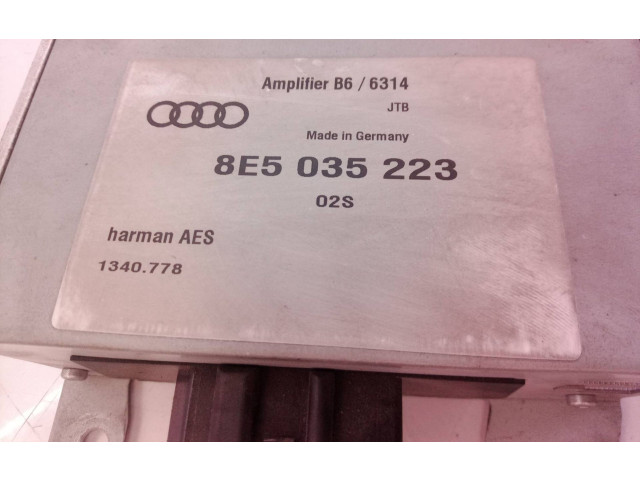 Amplifier B6 / 6314
JTB
Made in Germany
8E5 035 223
02S
harman AES
1340.778